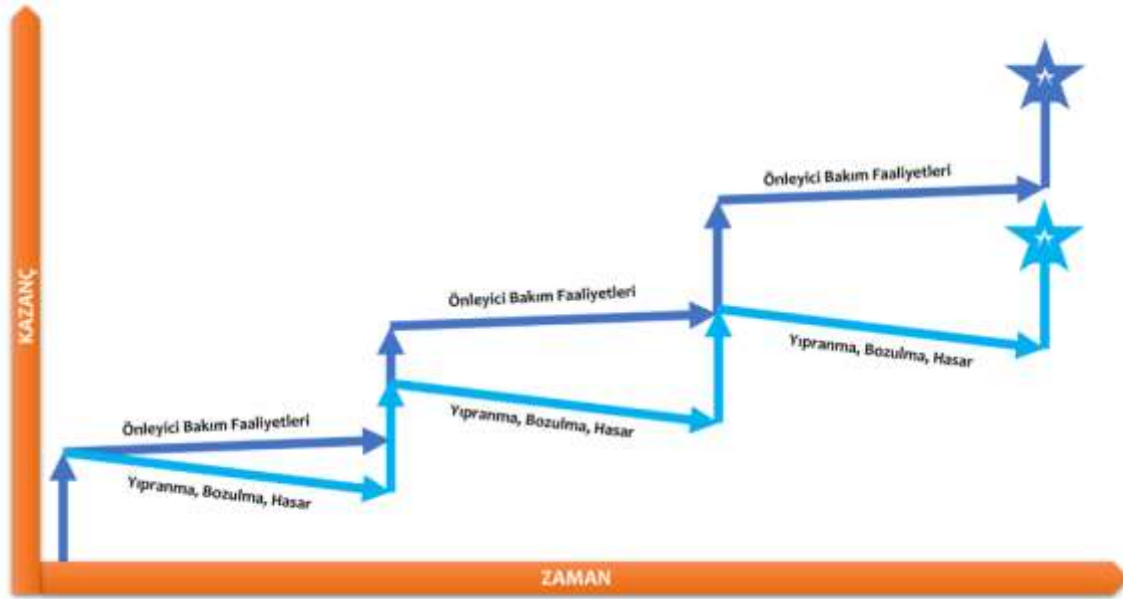 Önleyici Bakım Faaliyetleri
Önleyici Bakım Faaliyetleri
Yıpranma, Bozulma, Hasar
Önleyici Bakım Faaliyetleri
Yıpranma, Bozulma, Hasar
Yıpranma, Bozulma, Hasar
KAZANÇ
ZAMAN